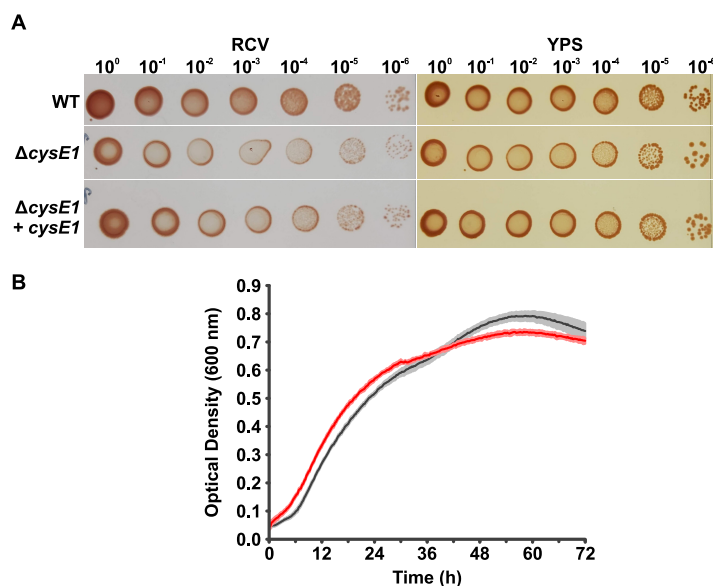 A
RCV YPS
10⁰ 10⁻¹ 10⁻² 10⁻³ 10⁻⁴ 10⁻⁵ 10⁻⁶ 10⁰ 10⁻¹ 10⁻² 10⁻³ 10⁻⁴ 10⁻⁵ 10⁻⁶
WT
ΔcysE1
ΔcysE1
+ cysE1
B
Optical Density (600 nm)
0.9
0.8
0.7
0.6
0.5
0.4
0.3
0.2
0.1
0.0
0 12 24 36 48 60 72
Time (h)